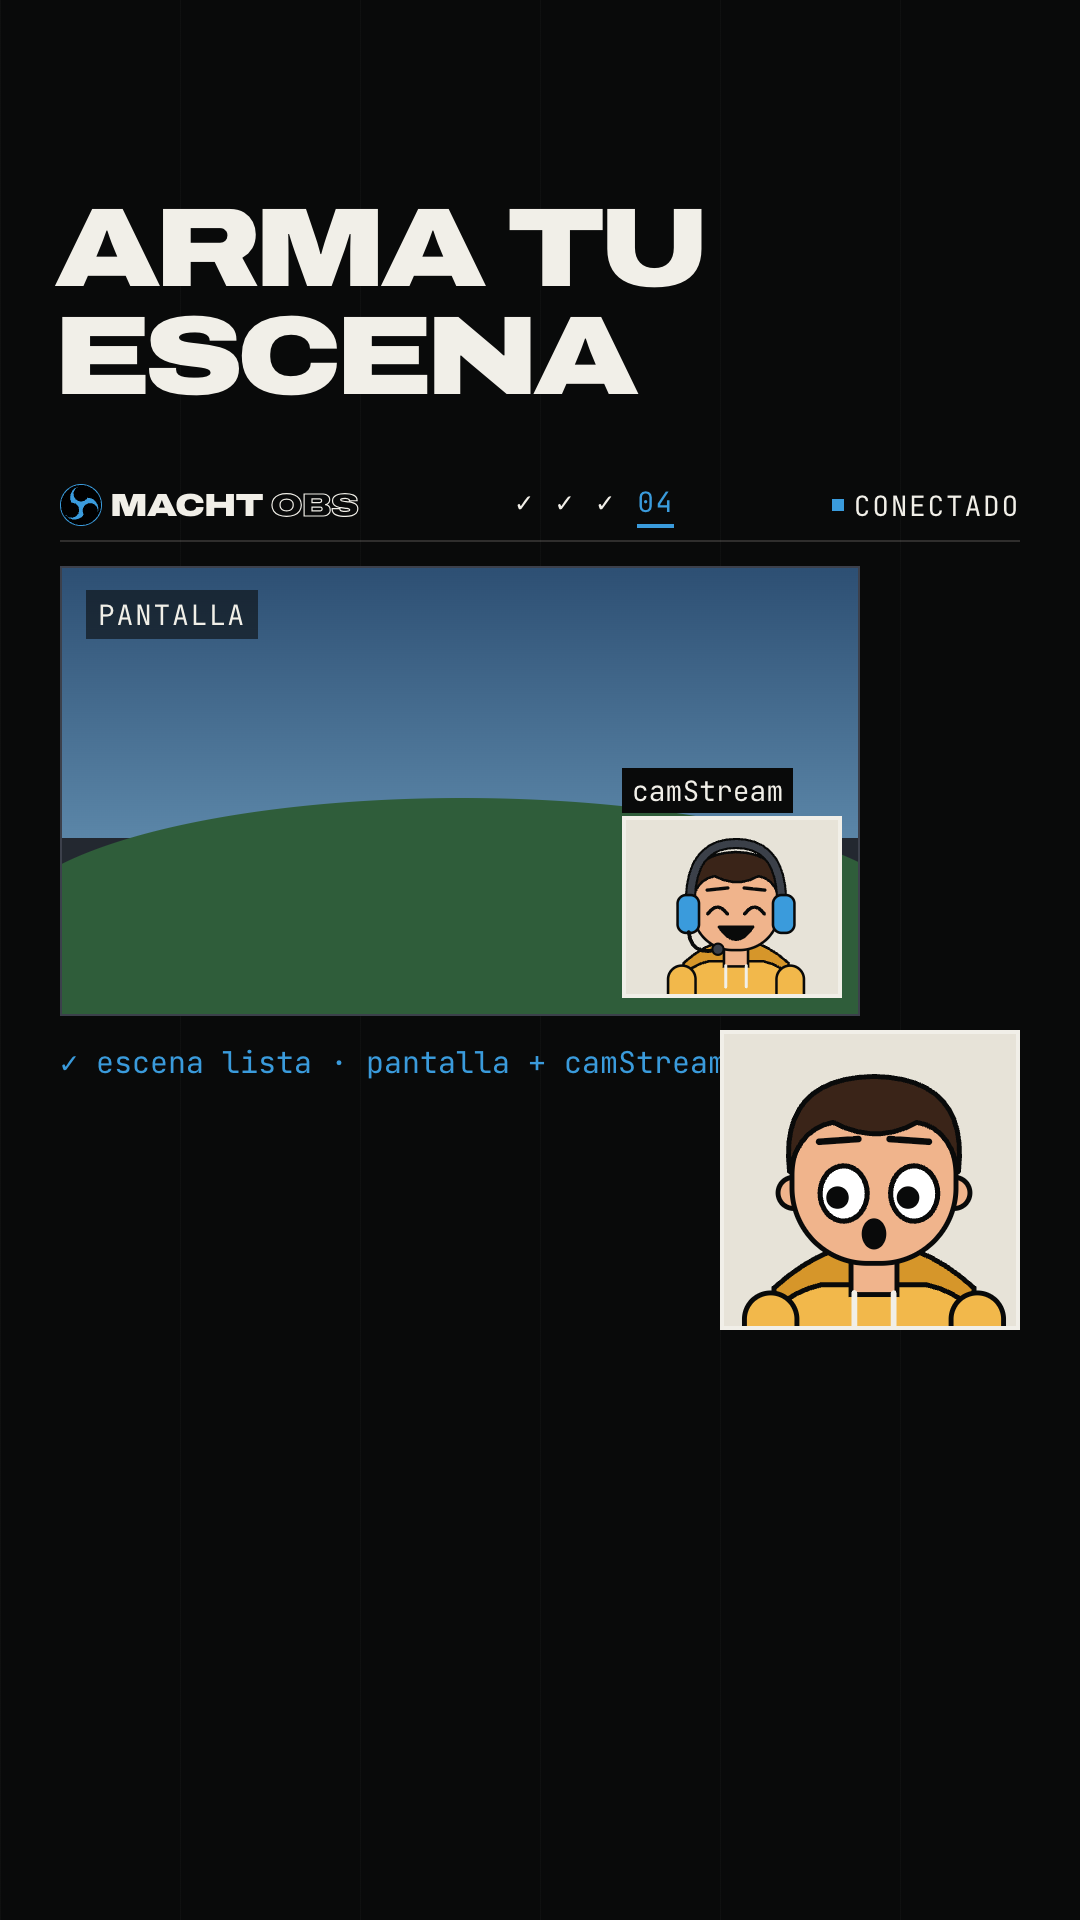 ARMA TU
ESCENA
MACHT OBS
✓ ✓ ✓ 04
CONECTADO
PANTALLA
camStream
✓ escena lista · pantalla + camStream